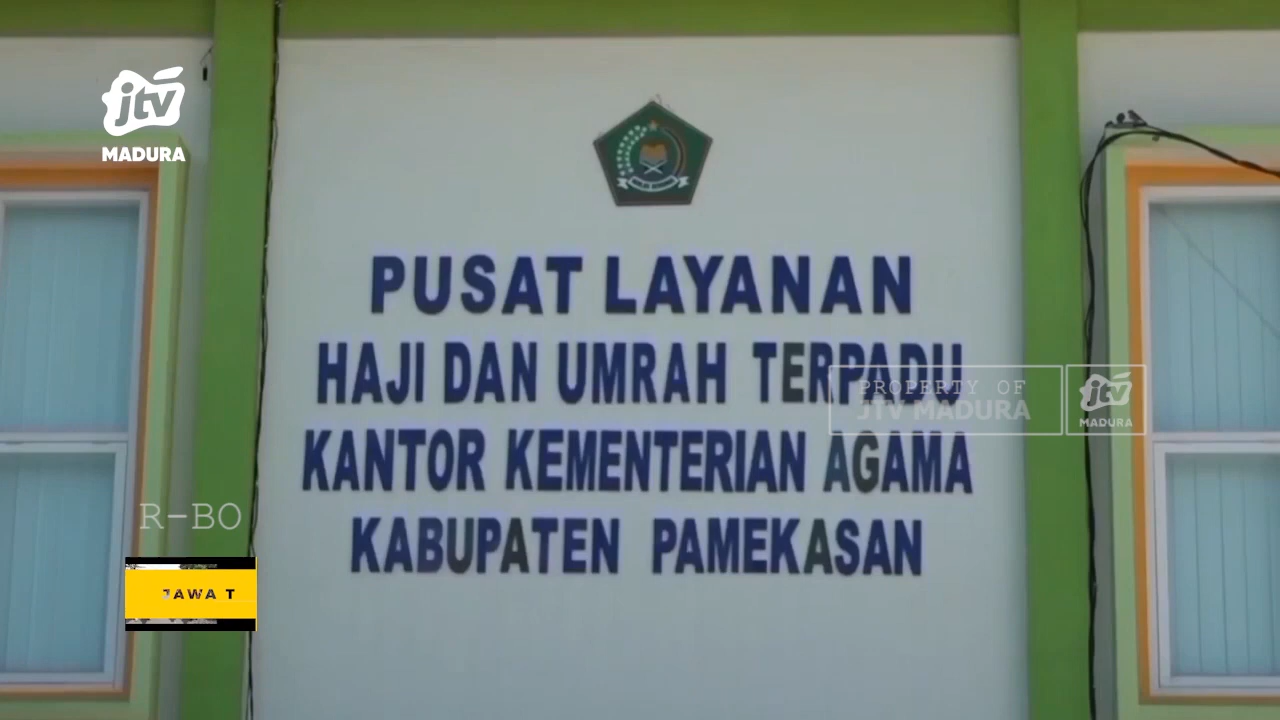 jtv
MADURA
PUSAT LAYANAN
HAJI DAN UMRAH TERPADU
KANTOR KEMENTERIAN AGAMA
KABUPATEN PAMEKASAN
PROPERTY OF
JTV MADURA
jtv
MADURA
R-BO
JAWA T